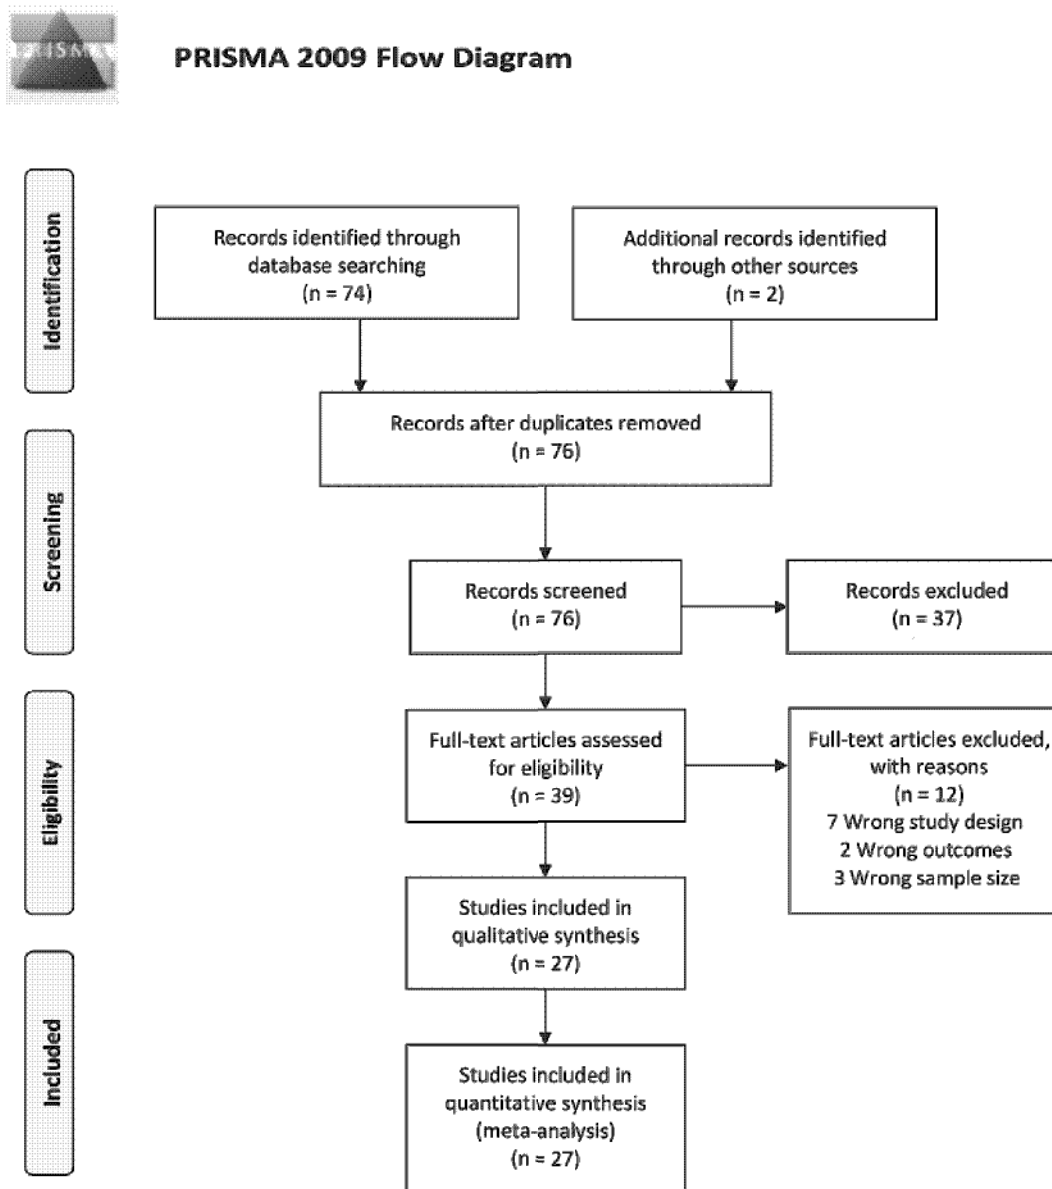 PRISMA
PRISMA 2009 Flow Diagram
Identification
Records identified through
database searching
(n = 74)
Additional records identified
through other sources
(n = 2)
Records after duplicates removed
(n = 76)
Screening
Records screened
(n = 76)
Records excluded
(n = 37)
Eligibility
Full-text articles assessed
for eligibility
(n = 39)
Full-text articles excluded,
with reasons
(n = 12)
7 Wrong study design
2 Wrong outcomes
3 Wrong sample size
Studies included in
qualitative synthesis
(n = 27)
Included
Studies included in
quantitative synthesis
(meta-analysis)
(n = 27)